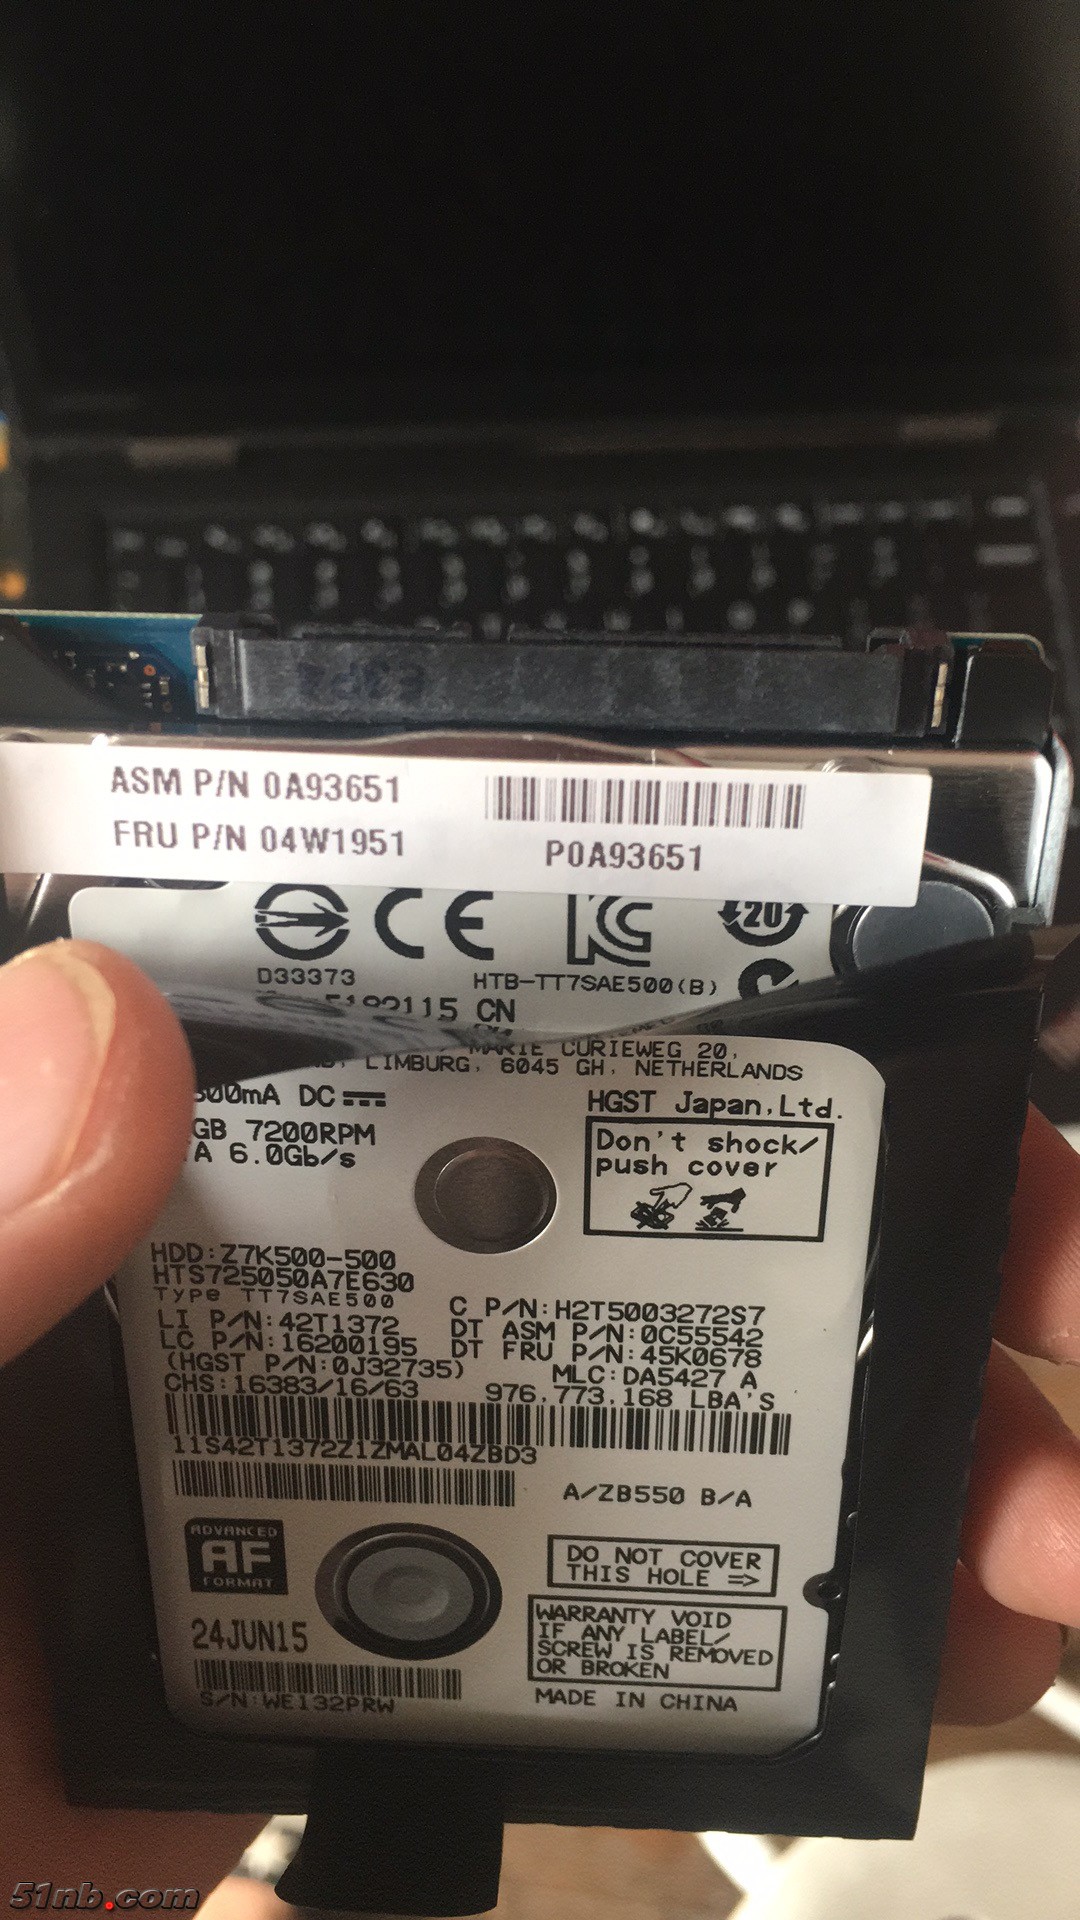 ASM P/N 0A93651
FRU P/N 04W1951
P0A93651
CE
20
D33373
HTB-TT7SAE500(B)
CN
MARIE CURIEWEG 20,
LIMBURG, 6045 GH, NETHERLANDS
DC
HGST Japan,Ltd.
GB 7200RPM
A 6.0Gb/s
Don't shock/
push cover
HDD:Z7K500-500
HTS725050A7E630
Type TT7SAE500
LI P/N:42T1372
LC P/N:16200195
(HGST P/N:0J32735)
CHS:16383/16/63
C P/N:H2T5003272S7
DT ASM P/N:0C55542
DT FRU P/N:45K0678
MLC:DA5427 A
976,773,168 LBA'S
11S42T1372Z1ZMAL04ZBD3
A/ZB550 B/A
ADVANCED
AF
FORMAT
DO NOT COVER
THIS HOLE =>
24JUN15
WARRANTY VOID
IF ANY LABEL/
SCREW IS REMOVED
OR BROKEN
S/N:WE132PRW
MADE IN CHINA
51nb.com